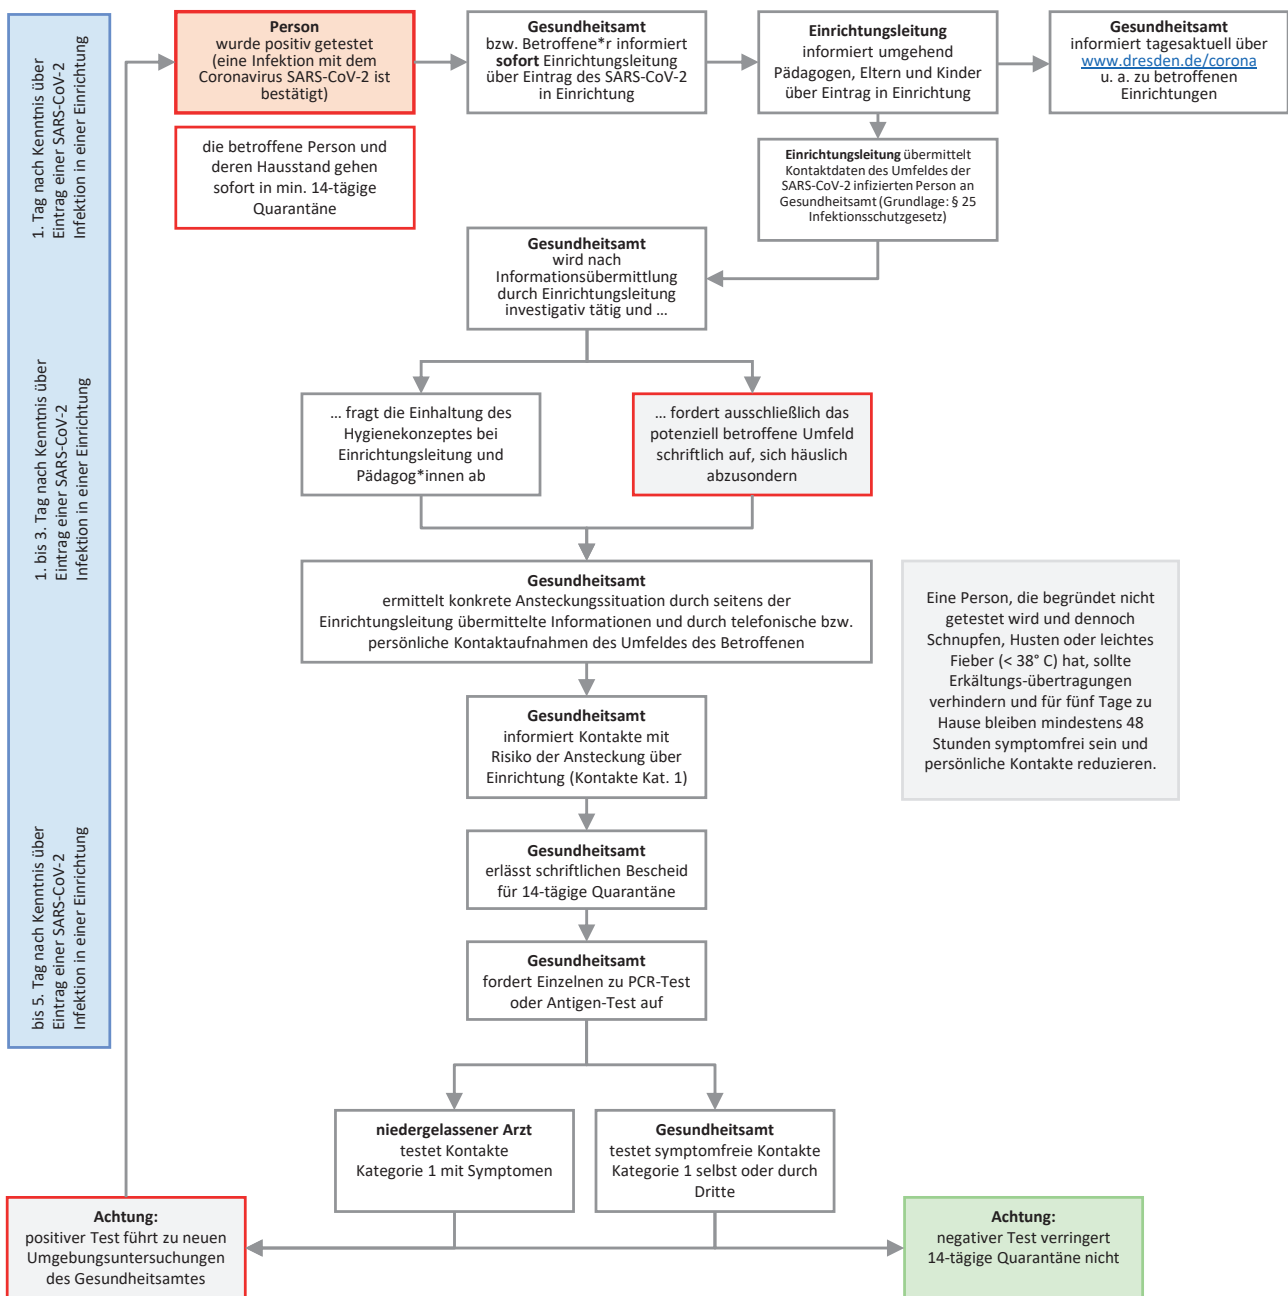 1. Tag nach Kenntnis über
Eintrag einer SARS-CoV-2
Infektion in einer Einrichtung
Person
wurde positiv getestet
(eine Infektion mit dem
Coronavirus SARS-CoV-2 ist
bestätigt)
Gesundheitsamt
bzw. Betroffene*r informiert
sofort Einrichtungsleitung
über Eintrag des SARS-CoV-2
in Einrichtung
Einrichtungsleitung
informiert umgehend
Pädagogen, Eltern und Kinder
über Eintrag in Einrichtung
Gesundheitsamt
informiert tagesaktuell über
www.dresden.de/corona
u. a. zu betroffenen
Einrichtungen
die betroffene Person und
deren Hausstand gehen
sofort in min. 14-tägige
Quarantäne
Einrichtungsleitung übermittelt
Kontaktdaten des Umfeldes der
SARS-CoV-2 infizierten Person an
Gesundheitsamt (Grundlage: § 25
Infektionsschutzgesetz)
Gesundheitsamt
wird nach
Informationsübermittlung
durch Einrichtungsleitung
investigativ tätig und …
1. bis 3. Tag nach Kenntnis über
Eintrag einer SARS-CoV-2
Infektion in einer Einrichtung
… fragt die Einhaltung des
Hygienekonzeptes bei
Einrichtungsleitung und
Pädagog*innen ab
… fordert ausschließlich das
potenziell betroffene Umfeld
schriftlich auf, sich häuslich
abzusondern
Gesundheitsamt
ermittelt konkrete Ansteckungssituation durch seitens der
Einrichtungsleitung übermittelte Informationen und durch telefonische bzw.
persönliche Kontaktaufnahmen des Umfeldes des Betroffenen
Eine Person, die begründet nicht
getestet wird und dennoch
Schnupfen, Husten oder leichtes
Fieber (< 38° C) hat, sollte
Erkältungs-übertragungen
verhindern und für fünf Tage zu
Hause bleiben mindestens 48
Stunden symptomfrei sein und
persönliche Kontakte reduzieren.
Gesundheitsamt
informiert Kontakte mit
Risiko der Ansteckung über
Einrichtung (Kontakte Kat. 1)
bis 5. Tag nach Kenntnis über
Eintrag einer SARS-CoV-2
Infektion in einer Einrichtung
Gesundheitsamt
erlässt schriftlichen Bescheid
für 14-tägige Quarantäne
Gesundheitsamt
fordert Einzelnen zu PCR-Test
oder Antigen-Test auf
niedergelassener Arzt
testet Kontakte
Kategorie 1 mit Symptomen
Gesundheitsamt
testet symptomfreie Kontakte
Kategorie 1 selbst oder durch
Dritte
Achtung:
positiver Test führt zu neuen
Umgebungsuntersuchungen
des Gesundheitsamtes
Achtung:
negativer Test verringert
14-tägige Quarantäne nicht